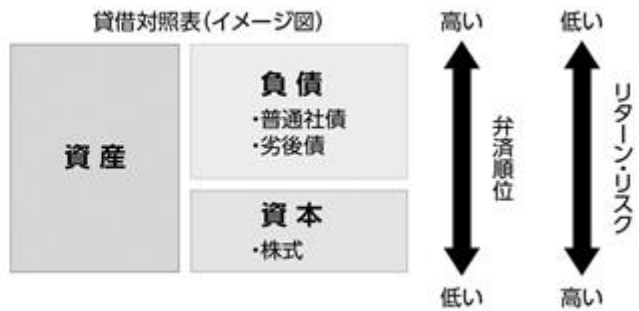 貸借対照表(イメージ図)
資産
負債
・普通社債
・劣後債
資本
・株式
高い
弁済順位
低い
低い
リターン・リスク
高い